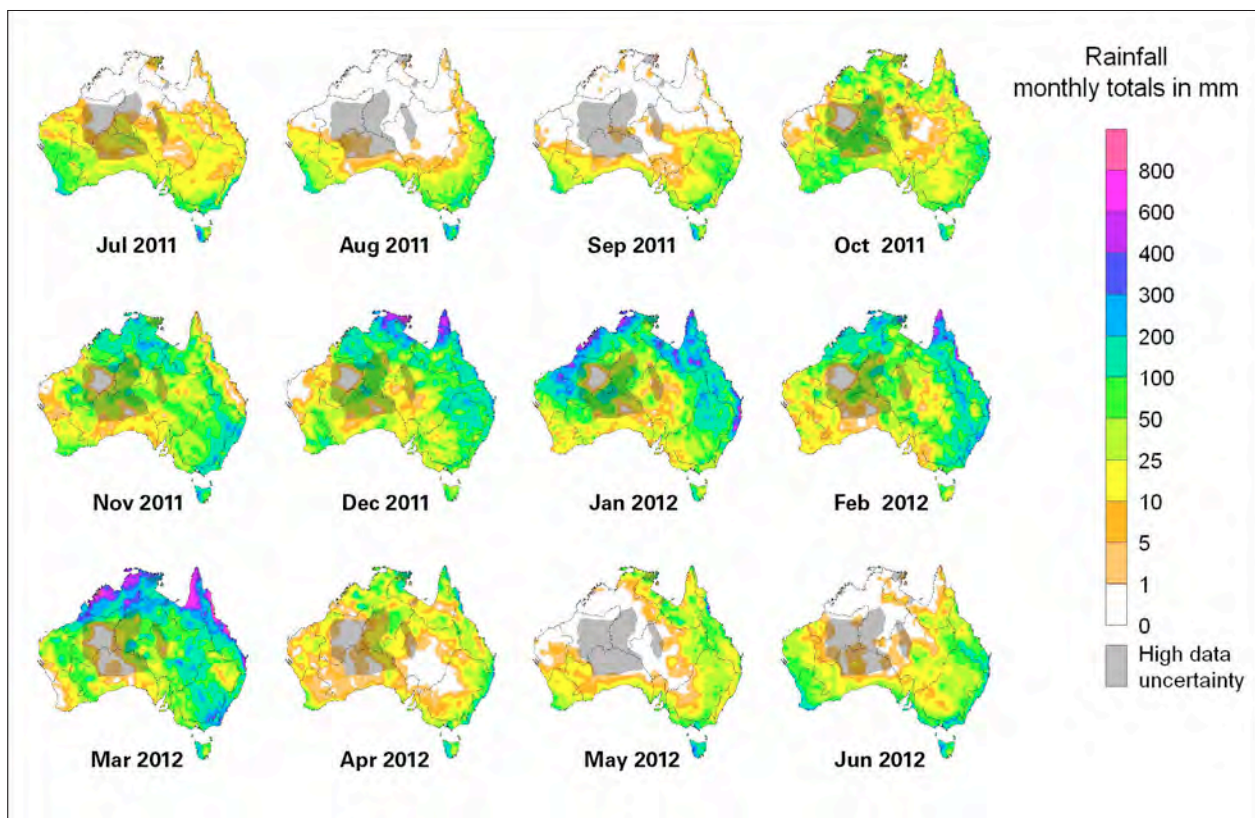 Rainfall
monthly totals in mm
Jul 2011
Aug 2011
Sep 2011
Oct 2011
800
600
400
300
200
100
50
25
10
5
1
0
High data
uncertainty
Nov 2011
Dec 2011
Jan 2012
Feb 2012
Mar 2012
Apr 2012
May 2012
Jun 2012